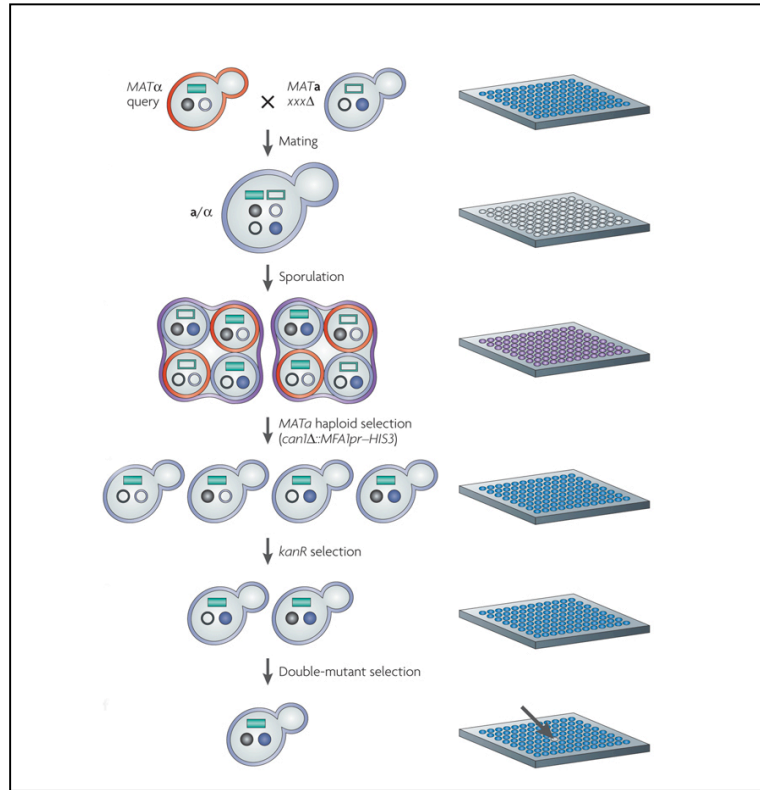 MATα
query
MATa
xxxΔ
Mating
a/α
Sporulation
MATa haploid selection
(can1Δ::MFA1pr–HIS3)
kanR selection
Double-mutant selection
f